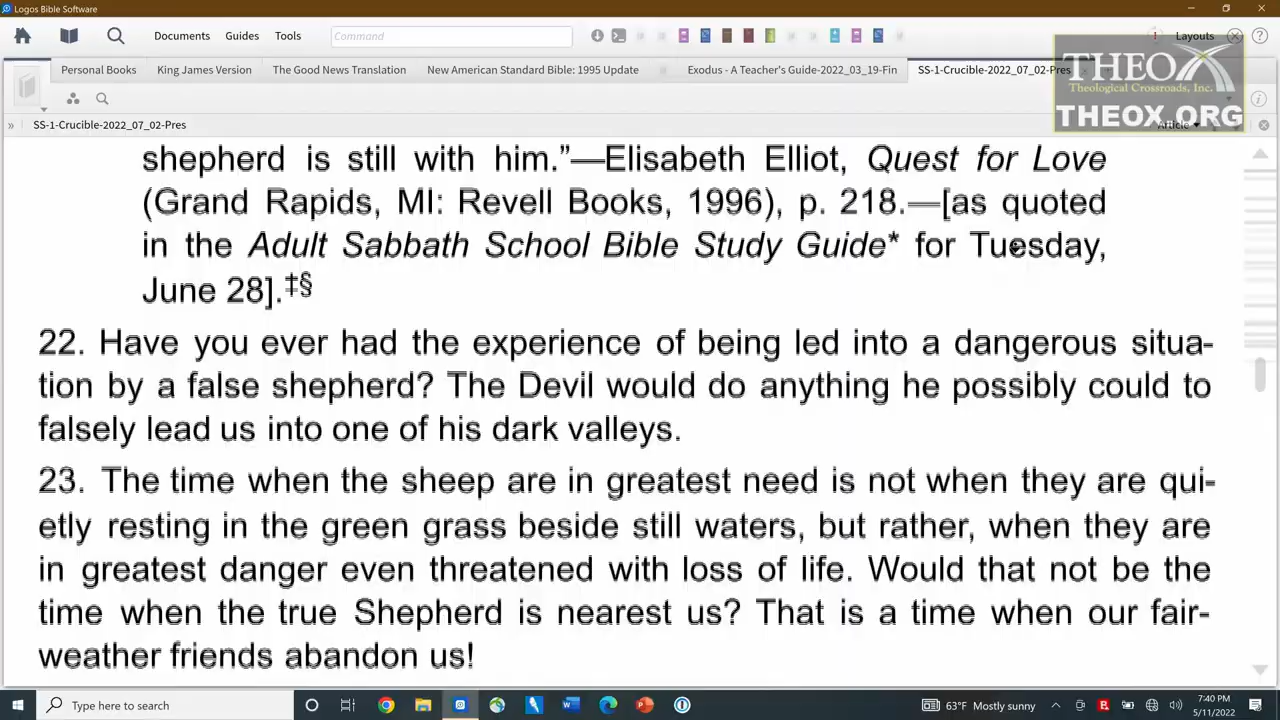 Logos Bible Software
Documents Guides Tools Command Layouts
Personal Books King James Version The Good News Bible New American Standard Bible: 1995 Update Exodus - A Teacher's Guide-2022_03_19-Fin SS-1-Crucible-2022_07_02-Pres
THEOX
Theological Crossroads, Inc.
THEOX.ORG
SS-1-Crucible-2022_07_02-Pres Article
shepherd is still with him.”—Elisabeth Elliot, Quest for Love
(Grand Rapids, MI: Revell Books, 1996), p. 218.—[as quoted
in the Adult Sabbath School Bible Study Guide* for Tuesday,
June 28].‡§
22. Have you ever had the experience of being led into a dangerous situa-
tion by a false shepherd? The Devil would do anything he possibly could to
falsely lead us into one of his dark valleys.
23. The time when the sheep are in greatest need is not when they are qui-
etly resting in the green grass beside still waters, but rather, when they are
in greatest danger even threatened with loss of life. Would that not be the
time when the true Shepherd is nearest us? That is a time when our fair-
weather friends abandon us!
Type here to search
63°F Mostly sunny
7:40 PM
5/11/2022